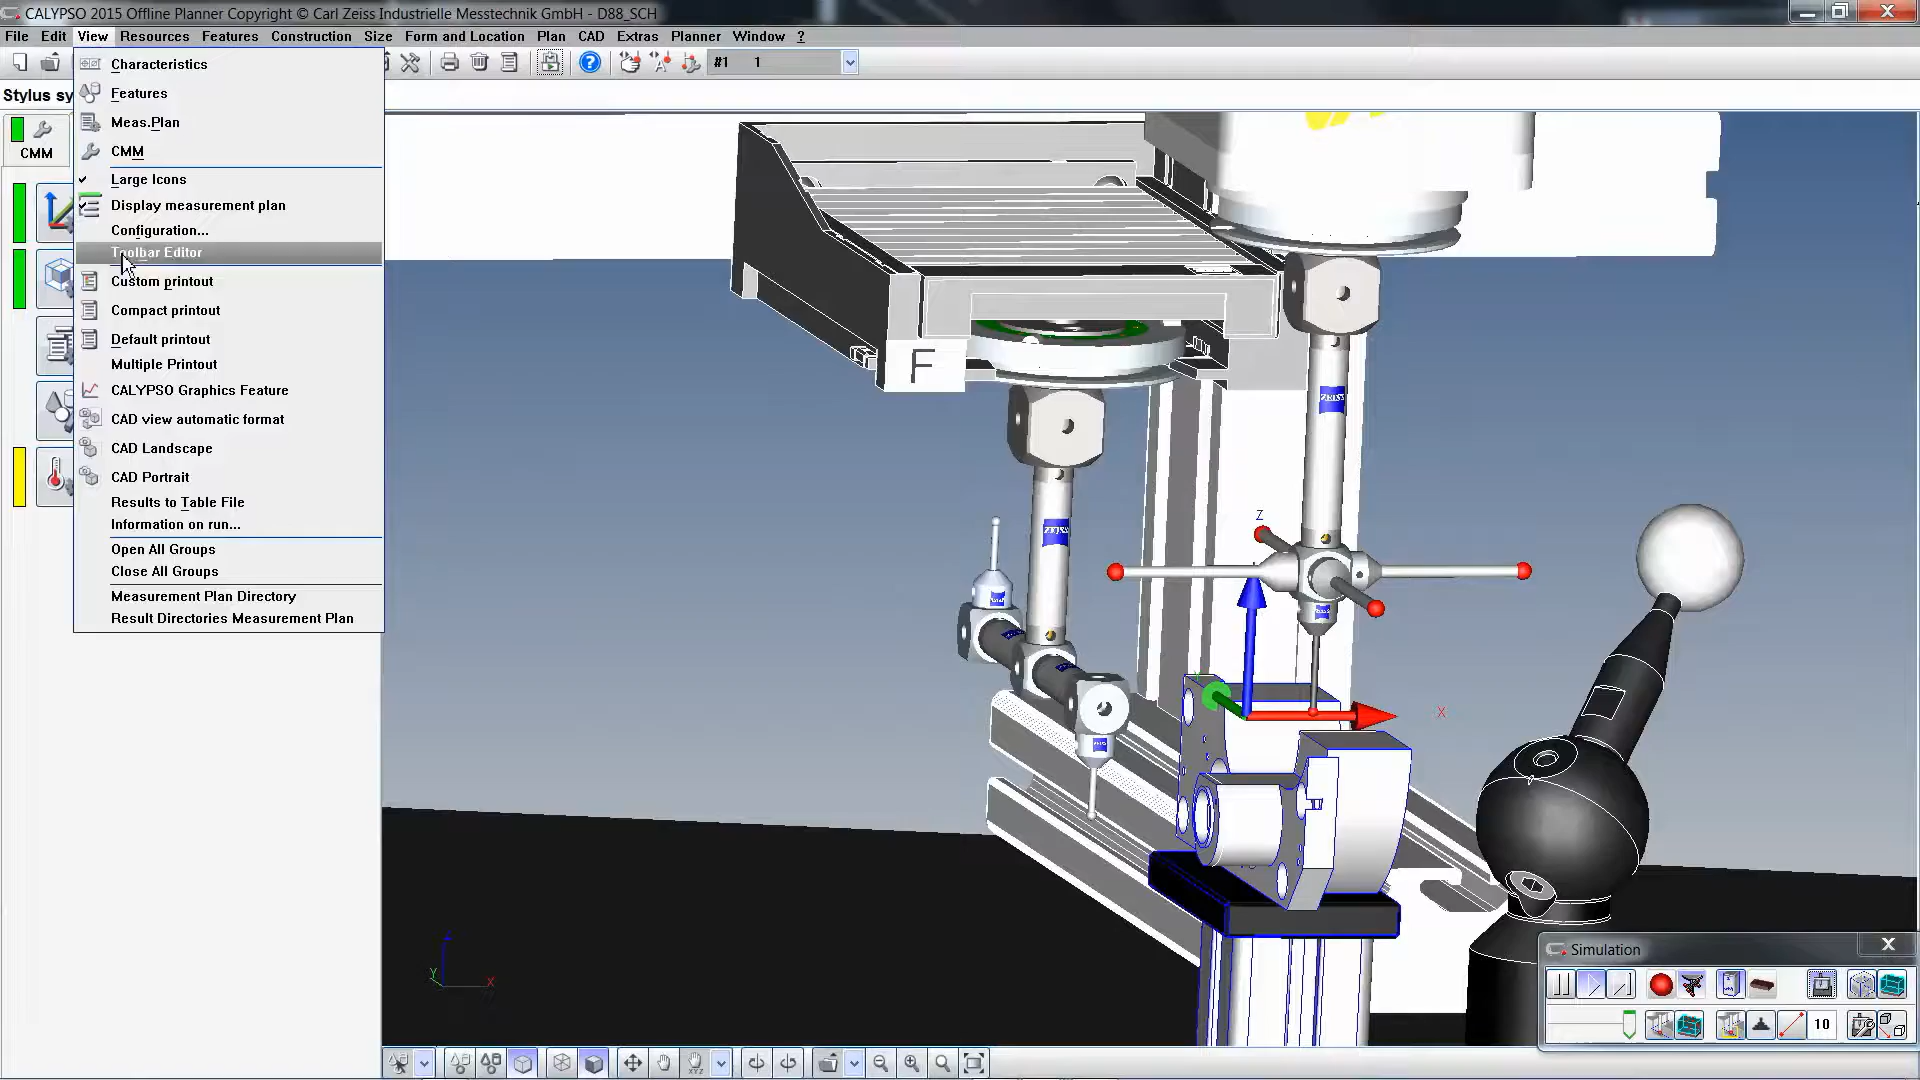 CALYPSO 2015 Offline Planner Copyright © Carl Zeiss Industrielle Messtechnik GmbH - D88_SCH
File Edit View Resources Features Construction Size Form and Location Plan CAD Extras Planner Window ?
#1 1
Stylus sy
CMM
Characteristics
Features
Meas.Plan
CMM
Large Icons
Display measurement plan
Configuration...
Toolbar Editor
Custom printout
Compact printout
Default printout
Multiple Printout
CALYPSO Graphics Feature
CAD view automatic format
CAD Landscape
CAD Portrait
Results to Table File
Information on run...
Open All Groups
Close All Groups
Measurement Plan Directory
Result Directories Measurement Plan
F
ZEISS
ZEISS
Z
X
Z
Y
X
Simulation
10
XYZ